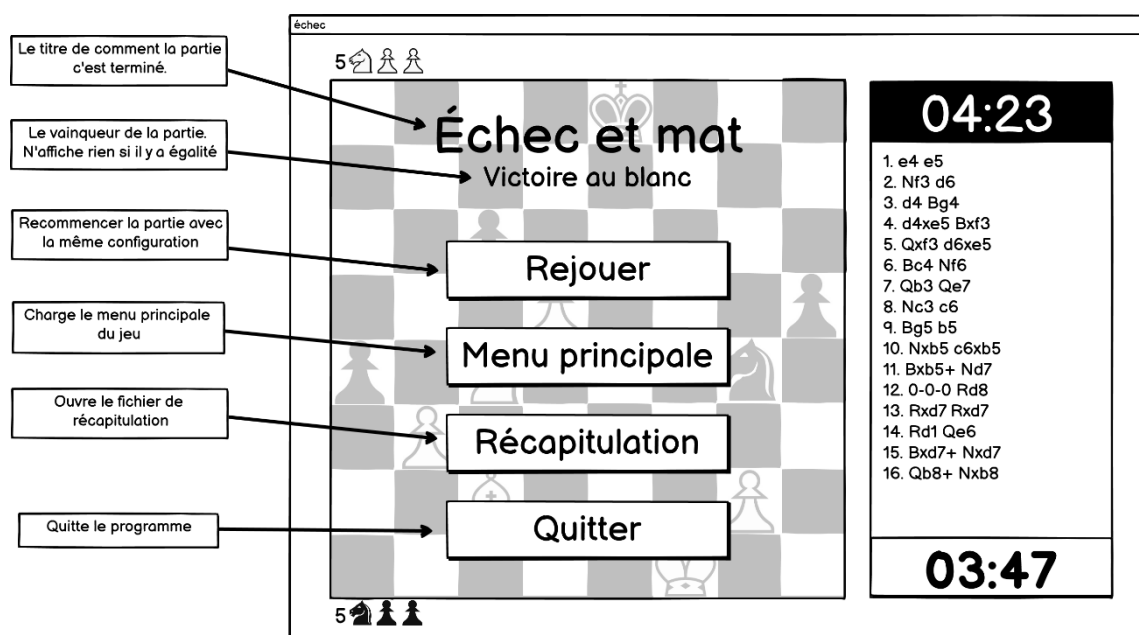 échec
Le titre de comment la partie
c'est terminé.
Le vainqueur de la partie.
N'affiche rien si il y a égalité
Recommencer la partie avec
la même configuration
Charge le menu principale
du jeu
Ouvre le fichier de
récapitulation
Quitte le programme
5
Échec et mat
Victoire au blanc
Rejouer
Menu principale
Récapitulation
Quitter
5
04:23
1. e4 e5
2. Nf3 d6
3. d4 Bg4
4. d4xe5 Bxf3
5. Qxf3 d6xe5
6. Bc4 Nf6
7. Qb3 Qe7
8. Nc3 c6
9. Bg5 b5
10. Nxb5 c6xb5
11. Bxb5+ Nd7
12. 0-0-0 Rd8
13. Rxd7 Rxd7
14. Rd1 Qe6
15. Bxd7+ Nxd7
16. Qb8+ Nxb8
03:47